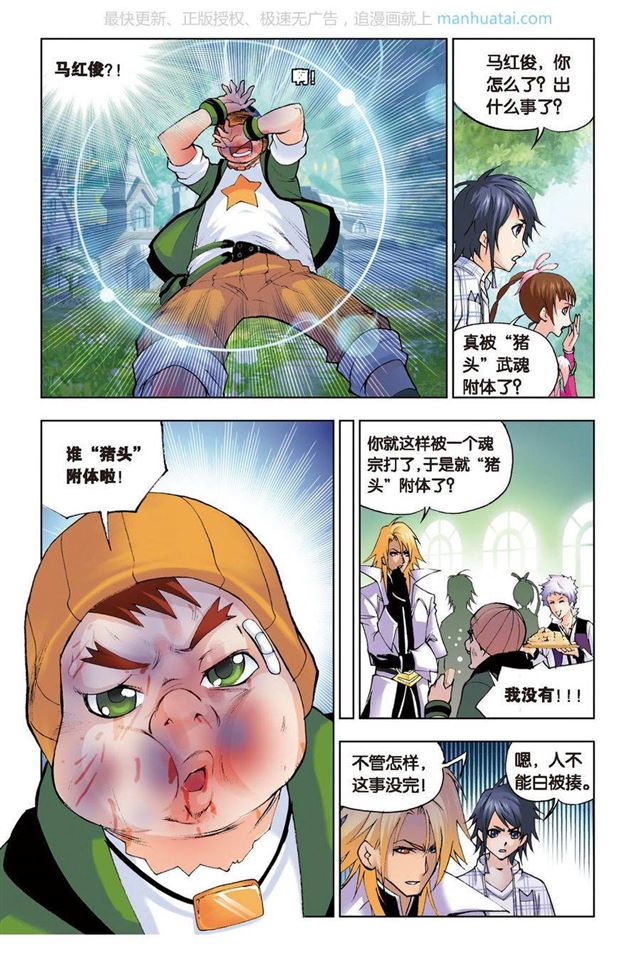 最快更新、正版授权、极速无广告，追漫画就上 manhuatai.com
马红俊?!
啊!
马红俊，你
怎么了？出
什么事了？
真被“猪
头”武魂
附体了？
谁“猪头”
附体啦！
你就这样被一个魂
宗打了，于是就“猪
头”附体了？
我没有！！！
不管怎样，
这事没完！
嗯，人不
能白被揍。